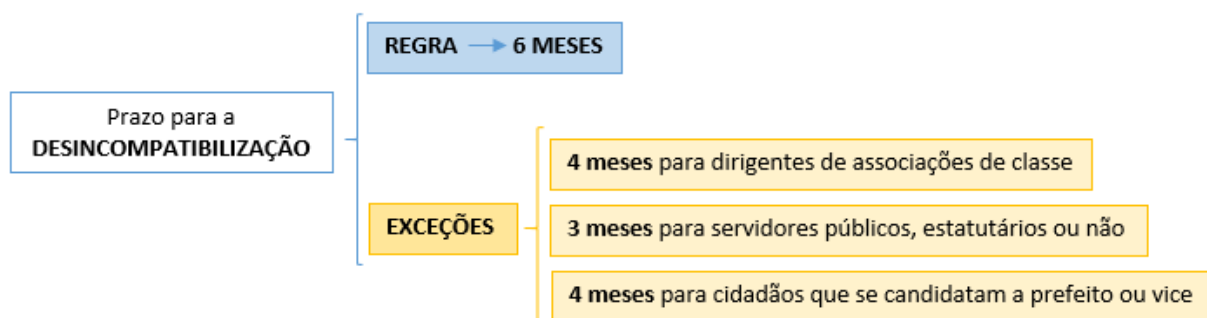 Prazo para a
DESINCOMPATIBILIZAÇÃO
REGRA → 6 MESES
EXCEÇÕES
4 meses para dirigentes de associações de classe
3 meses para servidores públicos, estatutários ou não
4 meses para cidadãos que se candidatam a prefeito ou vice